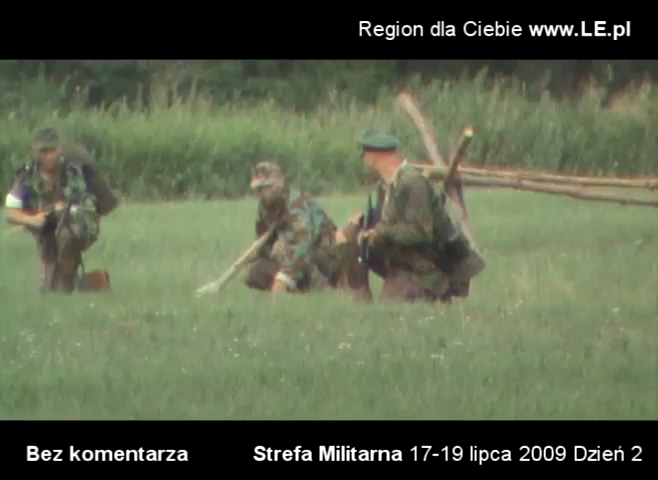 Region dla Ciebie www.LE.pl
Bez komentarza
Strefa Militarna 17-19 lipca 2009 Dzień 2